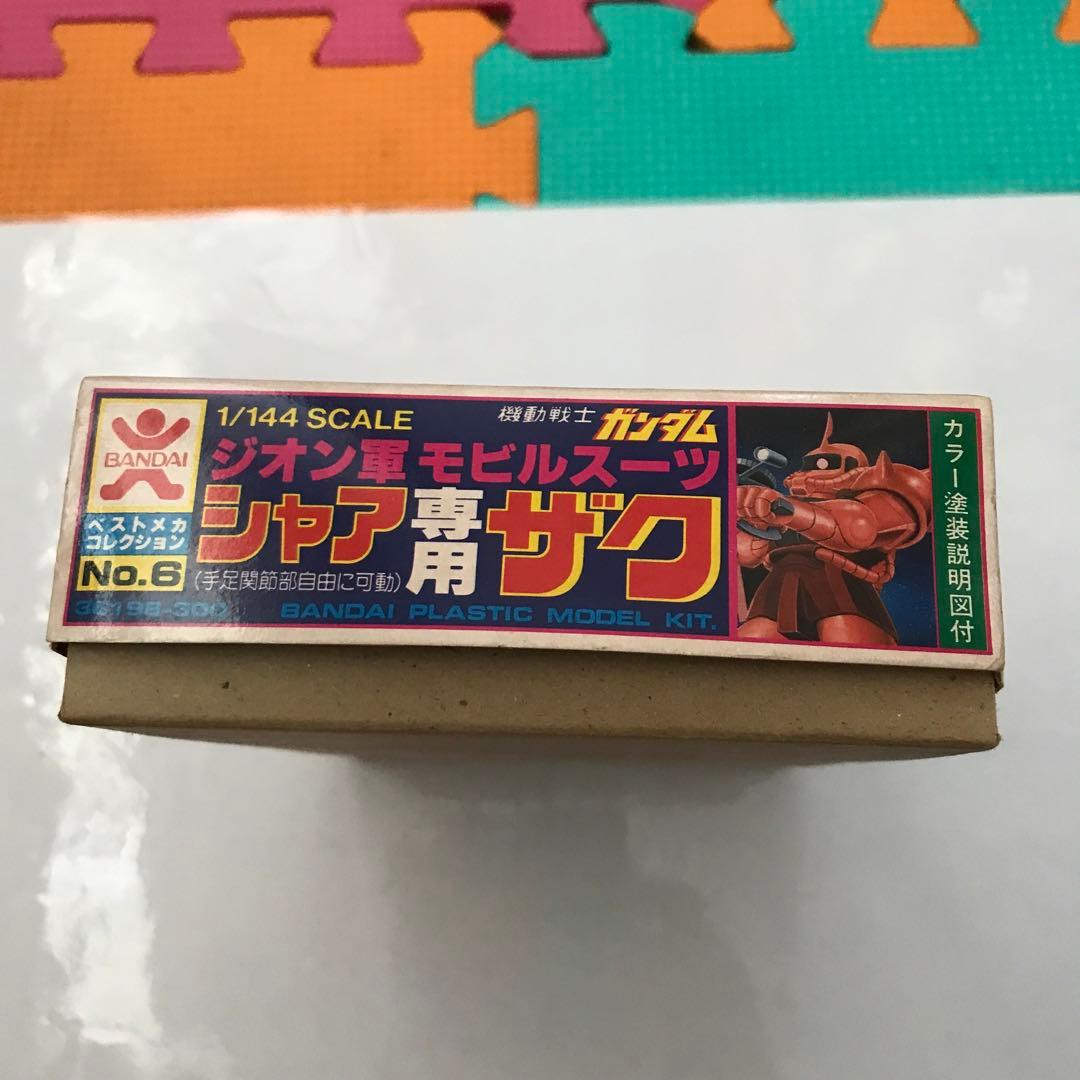 BANDAI
ベストメカ
コレクション
No.6
1/144 SCALE
機動戦士 ガンダム
ジオン軍 モビルスーツ
シャア専用ザク
(手足関節部自由に可動)
BANDAI PLASTIC MODEL KIT.
カラー塗装説明図付